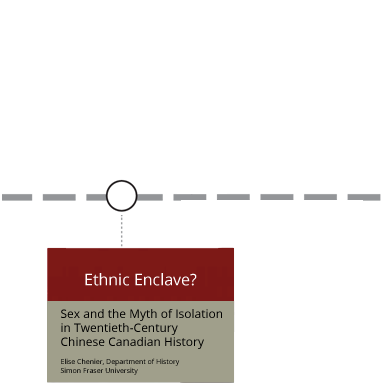 Ethnic Enclave?
Sex and the Myth of Isolation
in Twentieth-Century
Chinese Canadian History
Elise Chenier, Department of History
Simon Fraser University